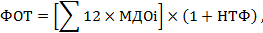 ФОТ = [∑ 12 × МДОi] × (1 + НТФ) ,